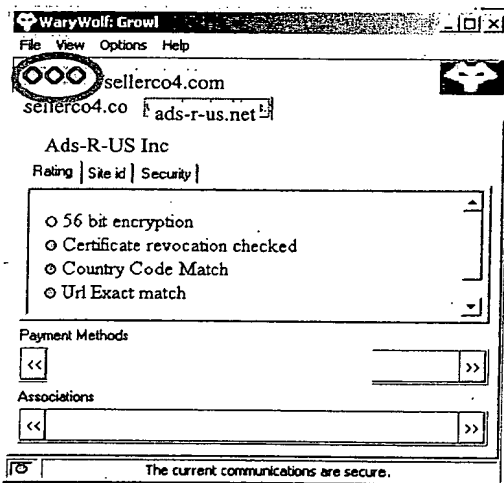 WaryWolf: Growl
File View Options Help
sellerco4.com
sellerco4.co ads-r-us.net
Ads-R-US Inc
Rating Site id Security
56 bit encryption
Certificate revocation checked
Country Code Match
Url Exact match
Payment Methods
<< >>
Associations
<< >>
The current communications are secure.